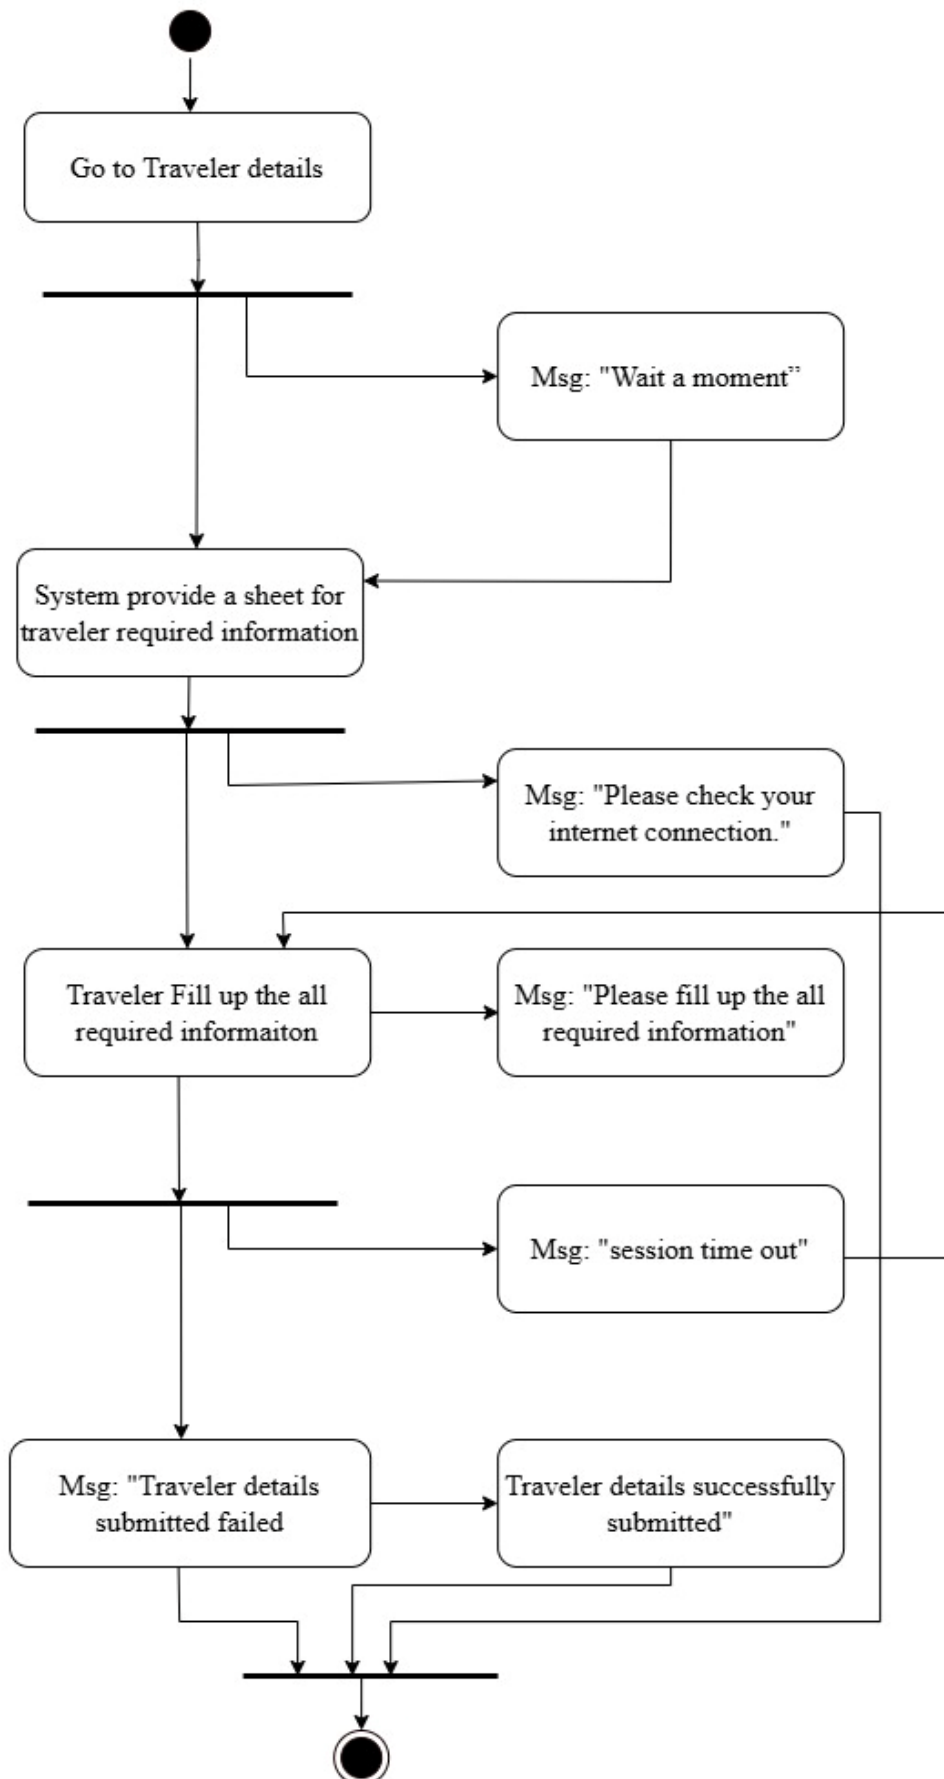 Go to Traveler details
Msg: "Wait a moment”
System provide a sheet for
traveler required information
Msg: "Please check your
internet connection."
Traveler Fill up the all
required informaiton
Msg: "Please fill up the all
required information"
Msg: "session time out"
Msg: "Traveler details
submitted failed
Traveler details successfully
submitted"